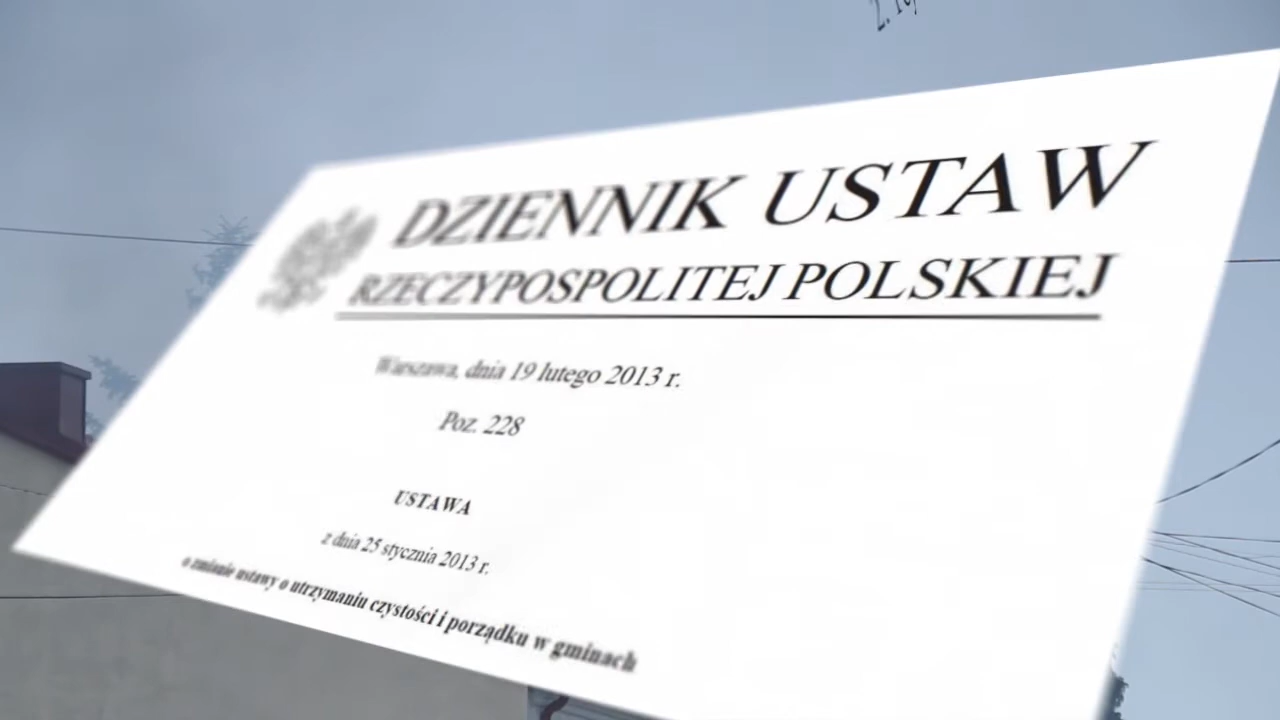 DZIENNIK USTAW
RZECZYPOSPOLITEJ POLSKIEJ
Warszawa, dnia 19 lutego 2013 r.
Poz. 228
USTAWA
z dnia 25 stycznia 2013 r.
o zmianie ustawy o utrzymaniu czystości i porządku w gminach